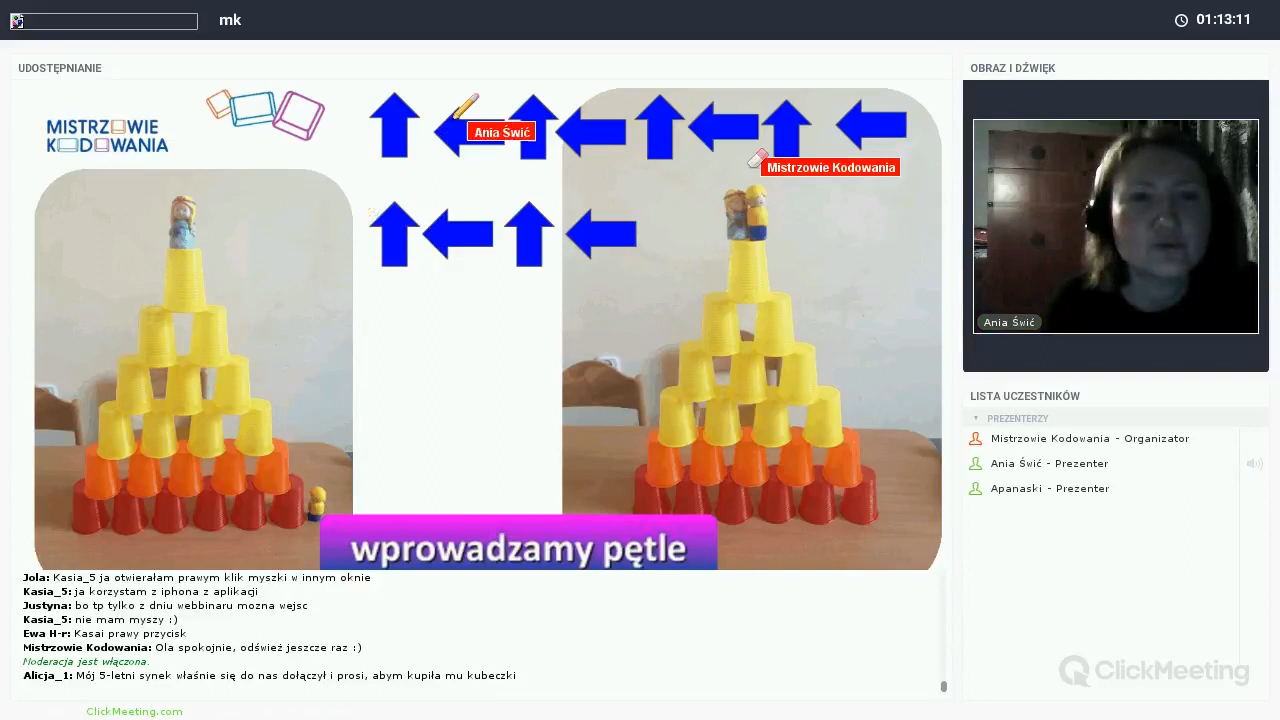 mk
01:13:11
UDOSTĘPNIANIE
MISTRZOWIE
KODOWANIA
Ania Świć
Mistrzowie Kodowania
wprowadzamy pętle
Jola: Kasia_5 ja otwierałam prawym klik myszki w innym oknie
Kasia_5: ja korzystam z iphona z aplikacji
Justyna: bo tp tylko z dniu webbinaru mozna wejsc
Kasia_5: nie mam myszy :)
Ewa H-r: Kasai prawy przycisk
Mistrzowie Kodowania: Ola spokojnie, odśwież jeszcze raz :)
Moderacja jest włączona.
Alicja_1: Mój 5-letni synek właśnie się do nas dołączył i prosi, abym kupiła mu kubeczki
ClickMeeting.com
OBRAZ I DŹWIĘK
Ania Świć
LISTA UCZESTNIKÓW
PREZENTERZY
Mistrzowie Kodowania - Organizator
Ania Świć - Prezenter
Apanaski - Prezenter
ClickMeeting